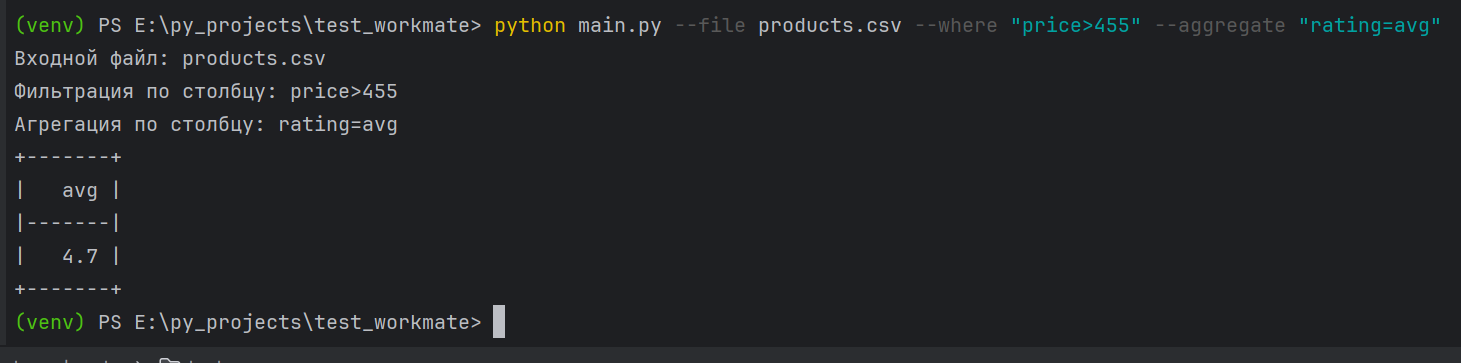 (venv) PS E:\py_projects\test_workmate> python main.py --file products.csv --where "price>455" --aggregate "rating=avg"
Входной файл: products.csv
Фильтрация по столбцу: price>455
Агрегация по столбцу: rating=avg
+-------+
|   avg |
|-------|
|   4.7 |
+-------+
(venv) PS E:\py_projects\test_workmate>